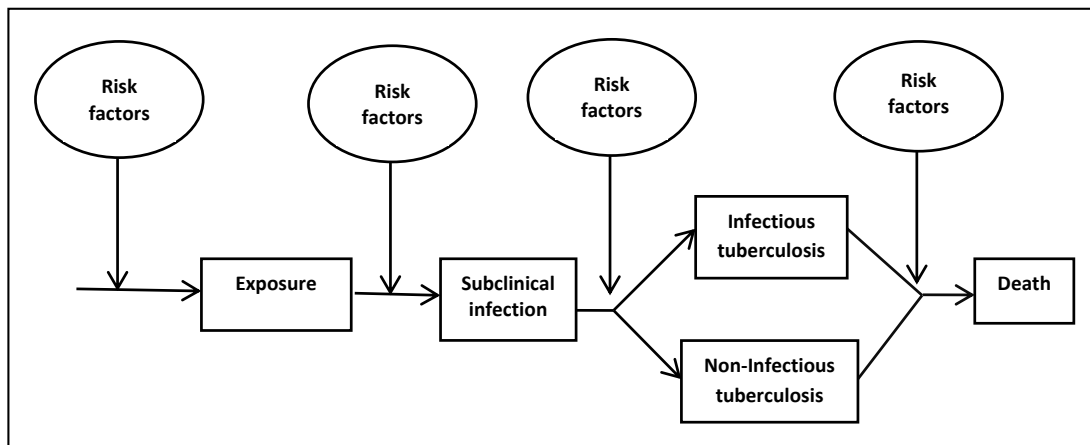 Risk
factors
Risk
factors
Risk
factors
Risk
factors
Exposure
Subclinical
infection
Infectious
tuberculosis
Non-Infectious
tuberculosis
Death